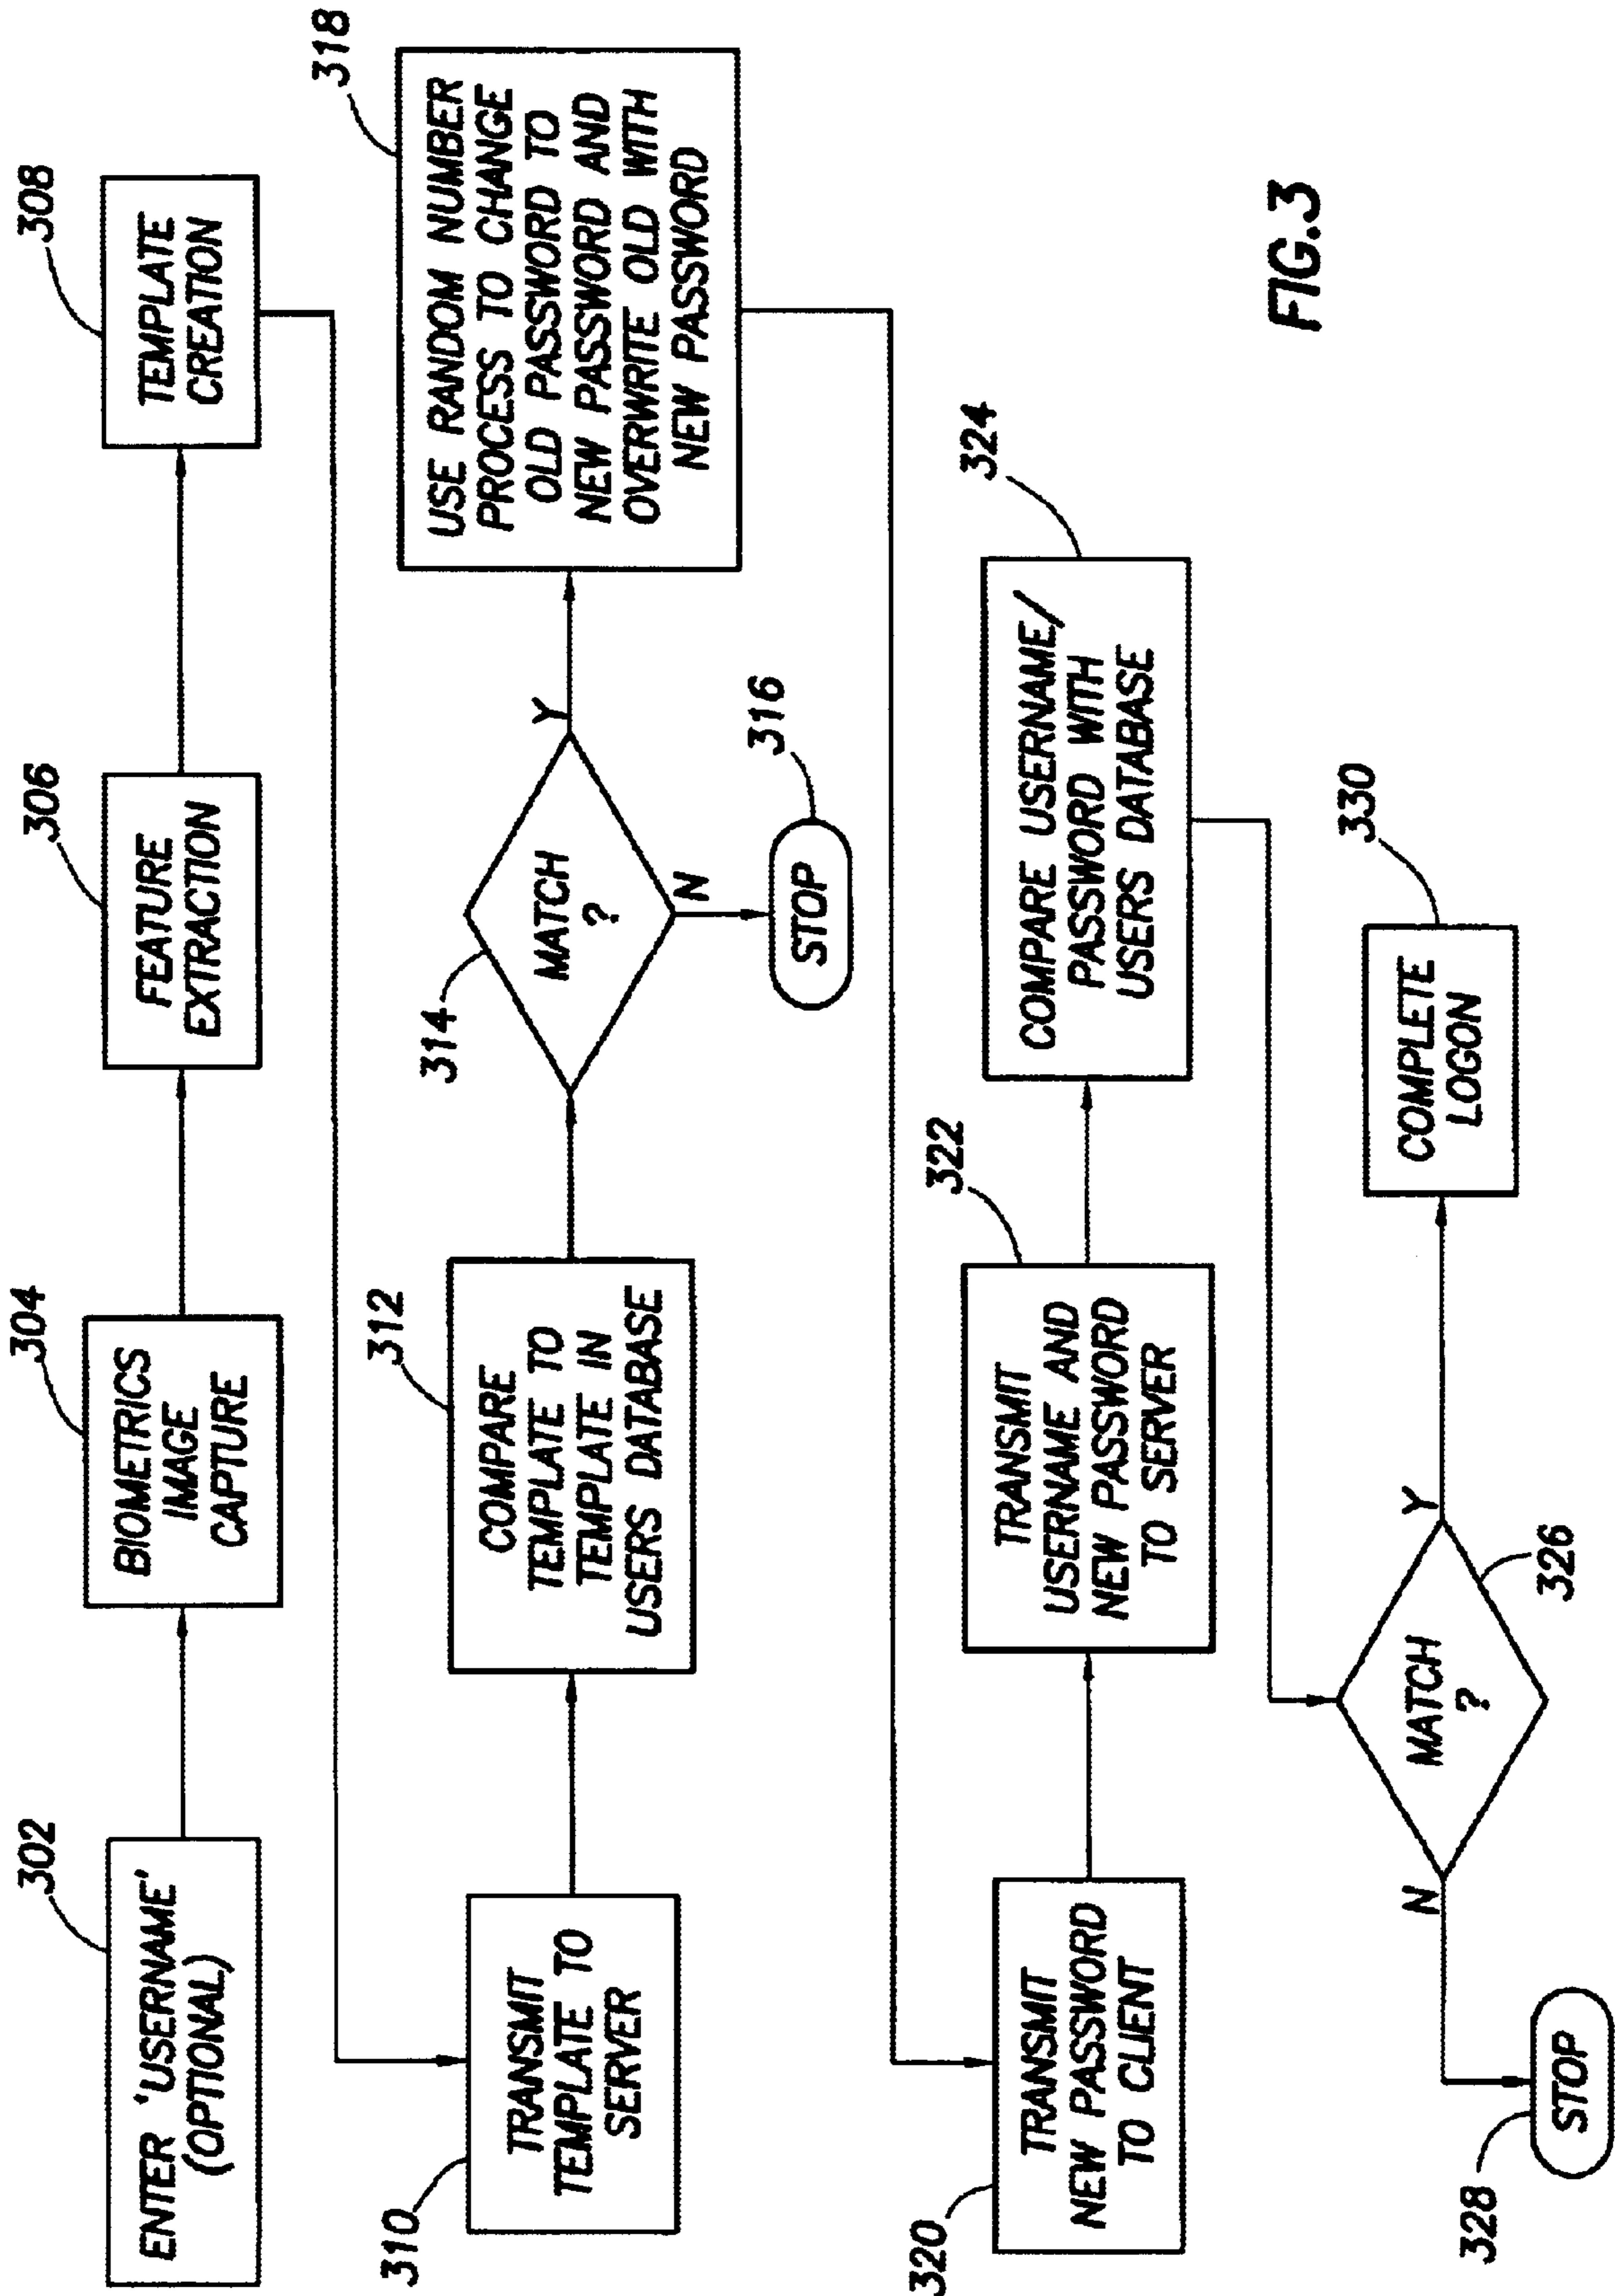 302
ENTER 'USERNAME'
(OPTIONAL)
304
BIOMETRICS
IMAGE
CAPTURE
306
FEATURE
EXTRACTION
308
TEMPLATE
CREATION
310
TRANSMIT
TEMPLATE TO
SERVER
312
COMPARE
TEMPLATE TO
TEMPLATE IN
USERS DATABASE
314
MATCH
?
Y
N
STOP
316
318
USE RANDOM NUMBER
PROCESS TO CHANGE
OLD PASSWORD TO
NEW PASSWORD AND
OVERWRITE OLD WITH
NEW PASSWORD
320
TRANSMIT
NEW PASSWORD
TO CLIENT
322
TRANSMIT
USERNAME AND
NEW PASSWORD
TO SERVER
324
COMPARE USERNAME/
PASSWORD WITH
USERS DATABASE
326
MATCH
?
N
Y
328
STOP
330
COMPLETE
LOGON
FIG.3